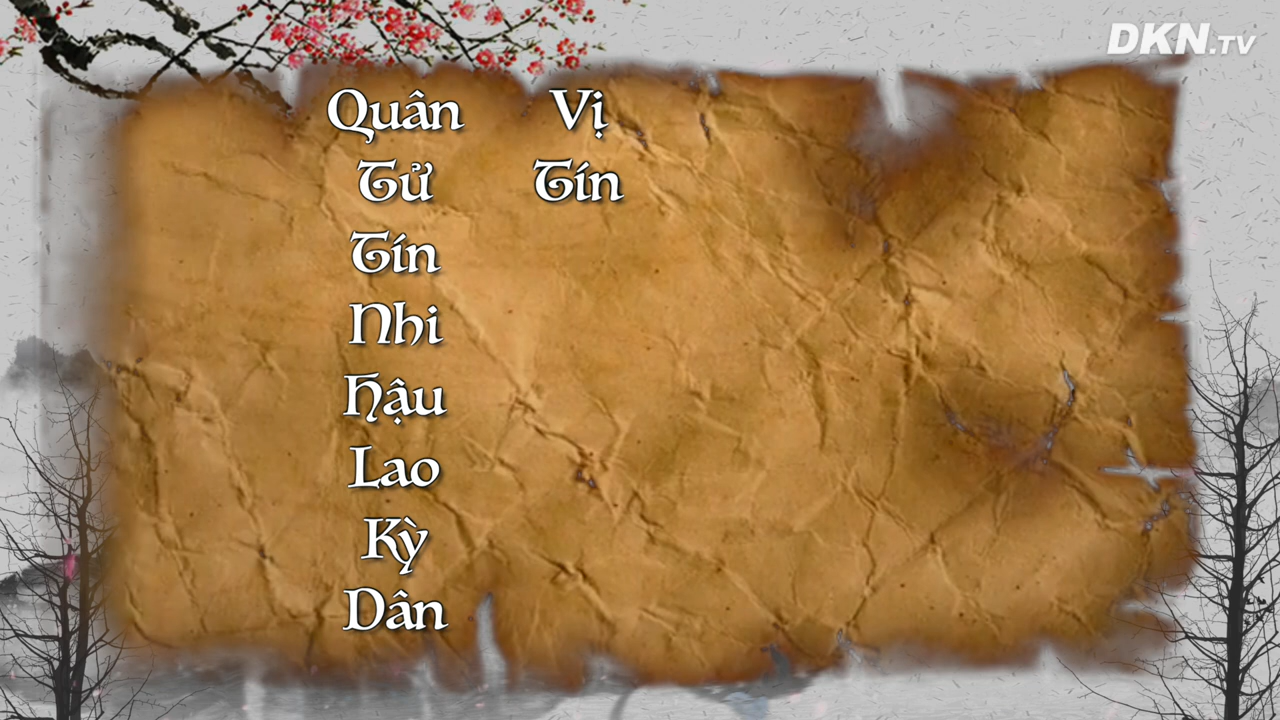 DKN.TV
Quân
Tử
Tín
Nhi
Hậu
Lao
Kỳ
Dân
Vị
Tín